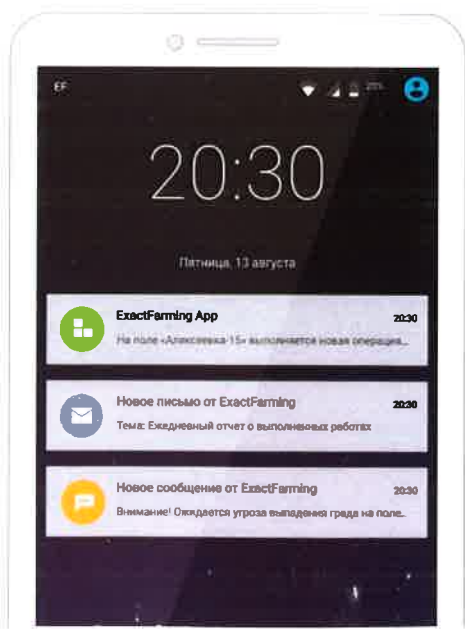 EF
20%
20:30
Пятница, 13 августа
ExactFarming App 20:30
На поле «Алексеевка-15» выполняется новая операция...
Новое письмо от ExactFarming 20:30
Тема: Ежедневный отчет о выполненных работах
Новое сообщение от ExactFarming 20:30
Внимание! Ожидается угроза выпадения града на поле..